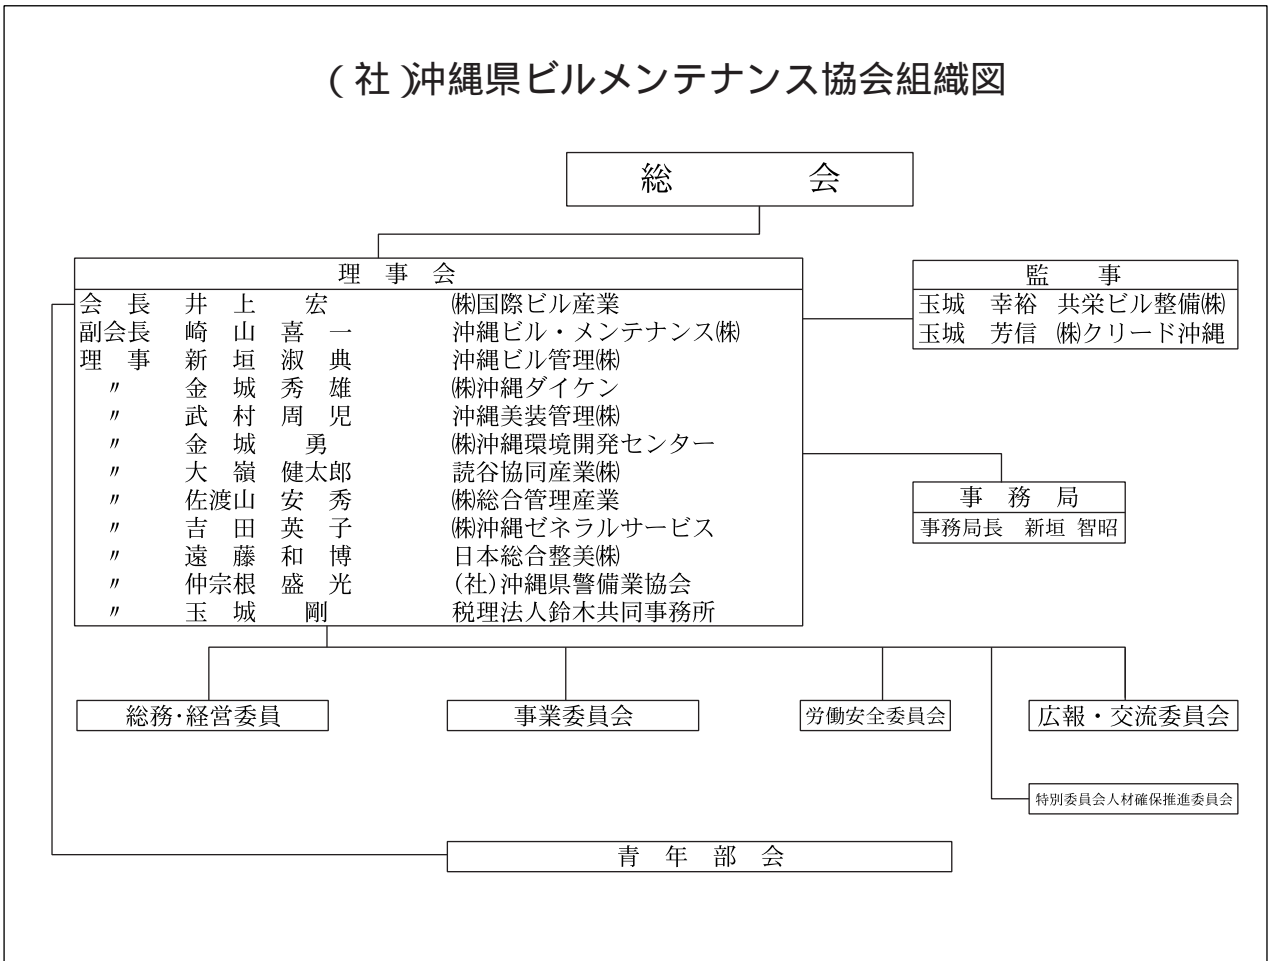 （社）沖縄県ビルメンテナンス協会組織図
総　　会
理　事　会
会　長　井　上　　宏　　㈱国際ビル産業
副会長　崎　山　喜　一　沖縄ビル・メンテナンス㈱
理　事　新　垣　淑　典　沖縄ビル管理㈱
〃　金　城　秀　雄　㈱沖縄ダイケン
〃　武　村　周　児　沖縄美装管理㈱
〃　金　城　　勇　　㈱沖縄環境開発センター
〃　大　嶺　健太郎　読谷協同産業㈱
〃　佐渡山　安　秀　㈱総合管理産業
〃　吉　田　英　子　㈱沖縄ゼネラルサービス
〃　遠　藤　和　博　日本総合整美㈱
〃　仲宗根　盛　光　(社)沖縄県警備業協会
〃　玉　城　　剛　　税理法人鈴木共同事務所
監　　事
玉城　幸裕　共栄ビル整備㈱
玉城　芳信　㈱クリード沖縄
事　務　局
事務局長　新垣 智昭
総務・経営委員
事業委員会
労働安全委員会
広報・交流委員会
特別委員会人材確保推進委員会
青　年　部　会